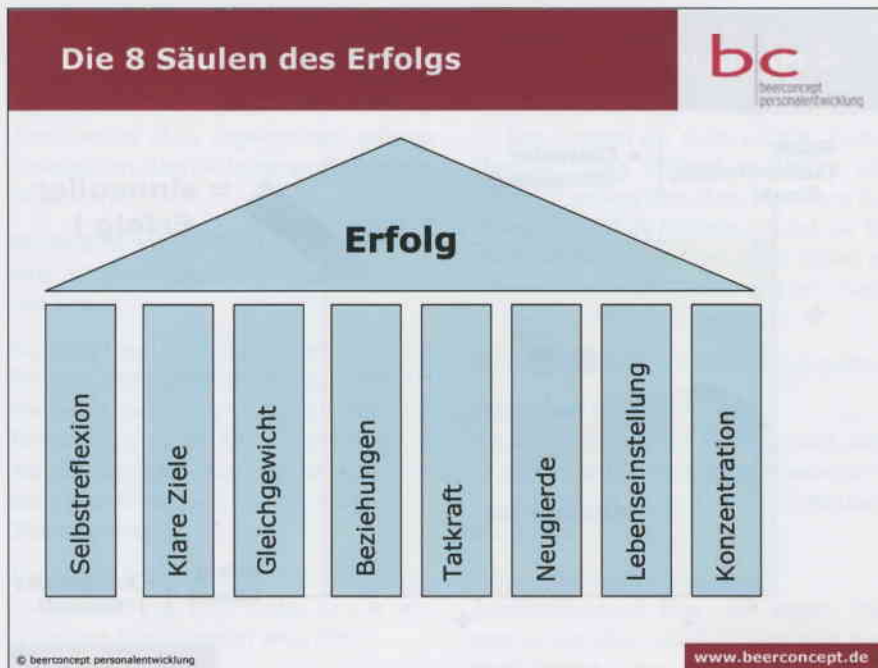 Die 8 Säulen des Erfolgs
bc
beerconcept
personalentwicklung
Erfolg
Selbstreflexion
Klare Ziele
Gleichgewicht
Beziehungen
Tatkraft
Neugierde
Lebenseinstellung
Konzentration
© beerconcept personalentwicklung
www.beerconcept.de